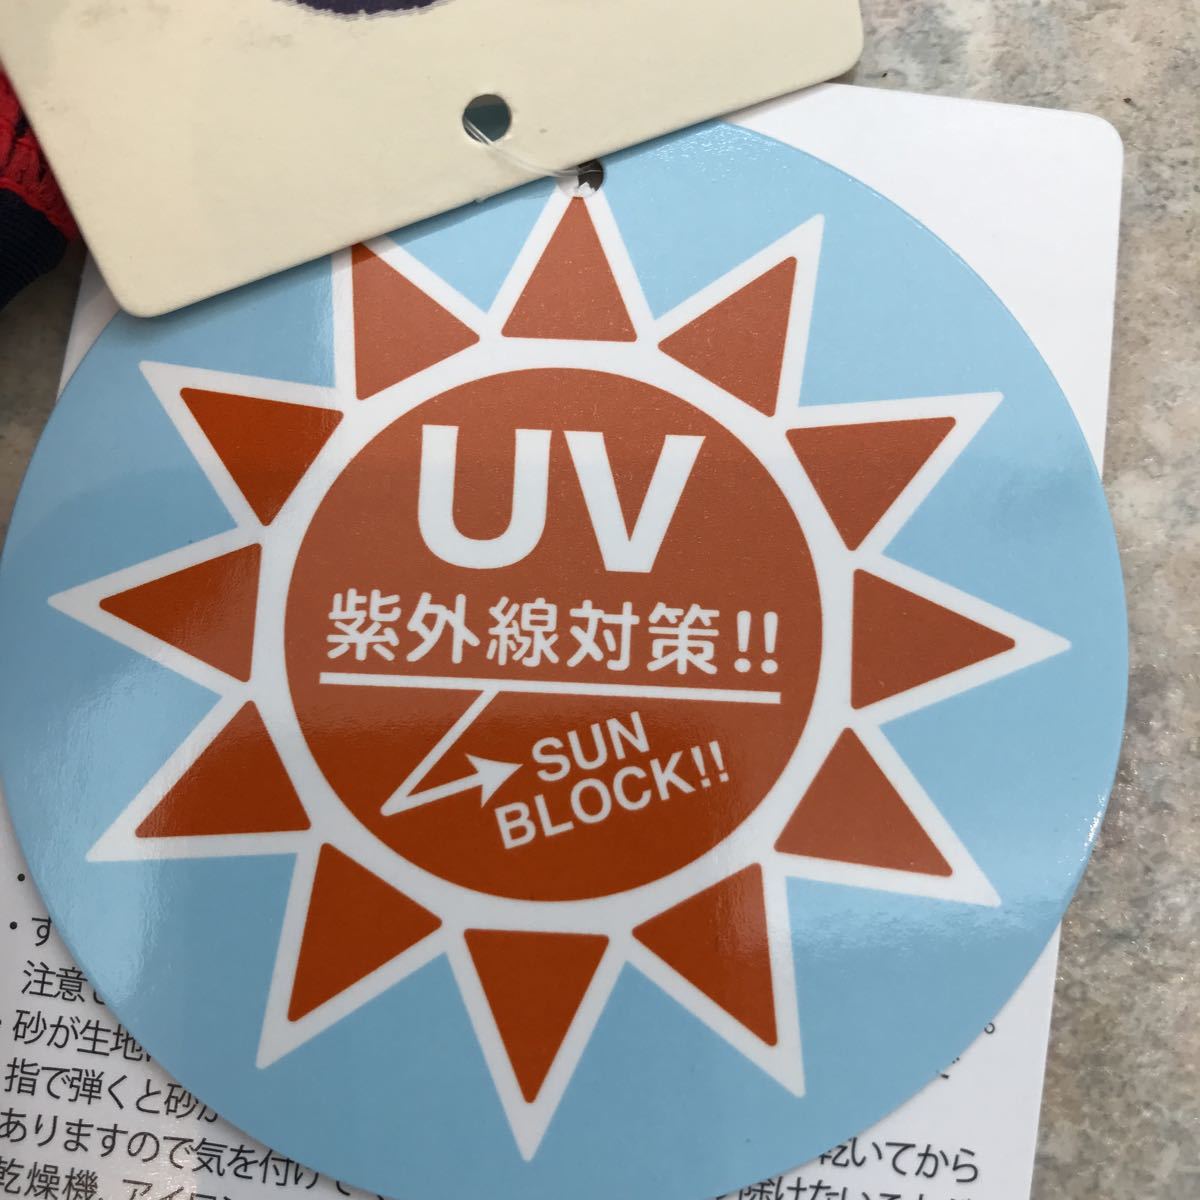 UV
紫外線対策!!
SUN
BLOCK!!
・す
注意
・砂が生地
指で弾くと砂が
ありますので気を付けて
乾いてから
乾燥機、アイロン